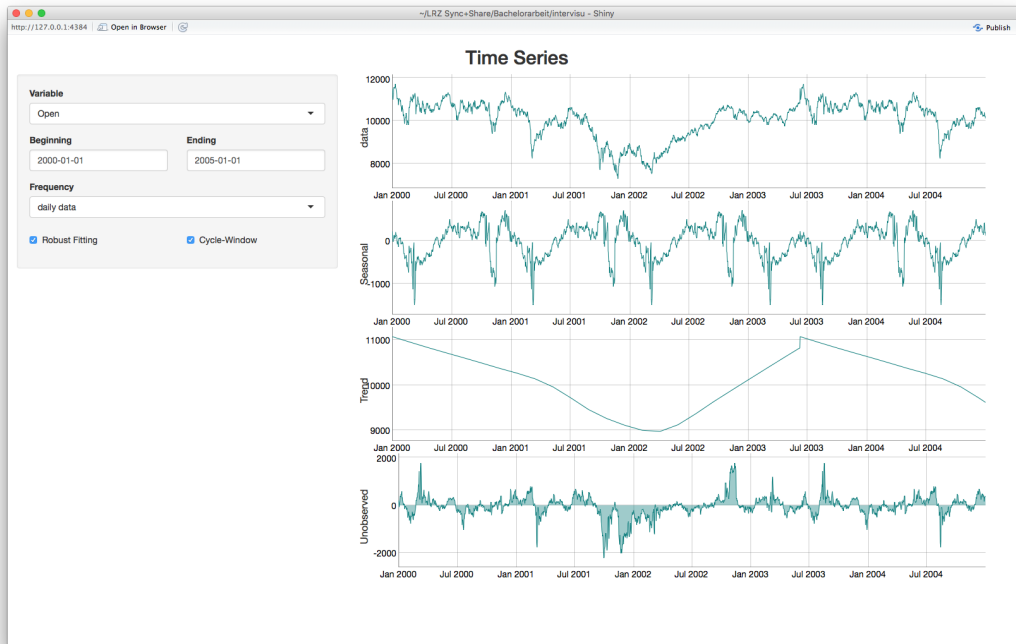 ~/LRZ Sync+Share/Bachelorarbeit/intervisu - Shiny
http://127.0.0.1:4384 Open in Browser Publish
Time Series
Variable
Open
Beginning Ending
2000-01-01 2005-01-01
Frequency
daily data
Robust Fitting Cycle-Window
12000
10000
8000
data
Jan 2000 Jul 2000 Jan 2001 Jul 2001 Jan 2002 Jul 2002 Jan 2003 Jul 2003 Jan 2004 Jul 2004
0
-1000
Seasonal
Jan 2000 Jul 2000 Jan 2001 Jul 2001 Jan 2002 Jul 2002 Jan 2003 Jul 2003 Jan 2004 Jul 2004
11000
10000
9000
Trend
Jan 2000 Jul 2000 Jan 2001 Jul 2001 Jan 2002 Jul 2002 Jan 2003 Jul 2003 Jan 2004 Jul 2004
2000
0
-2000
Unobserved
Jan 2000 Jul 2000 Jan 2001 Jul 2001 Jan 2002 Jul 2002 Jan 2003 Jul 2003 Jan 2004 Jul 2004